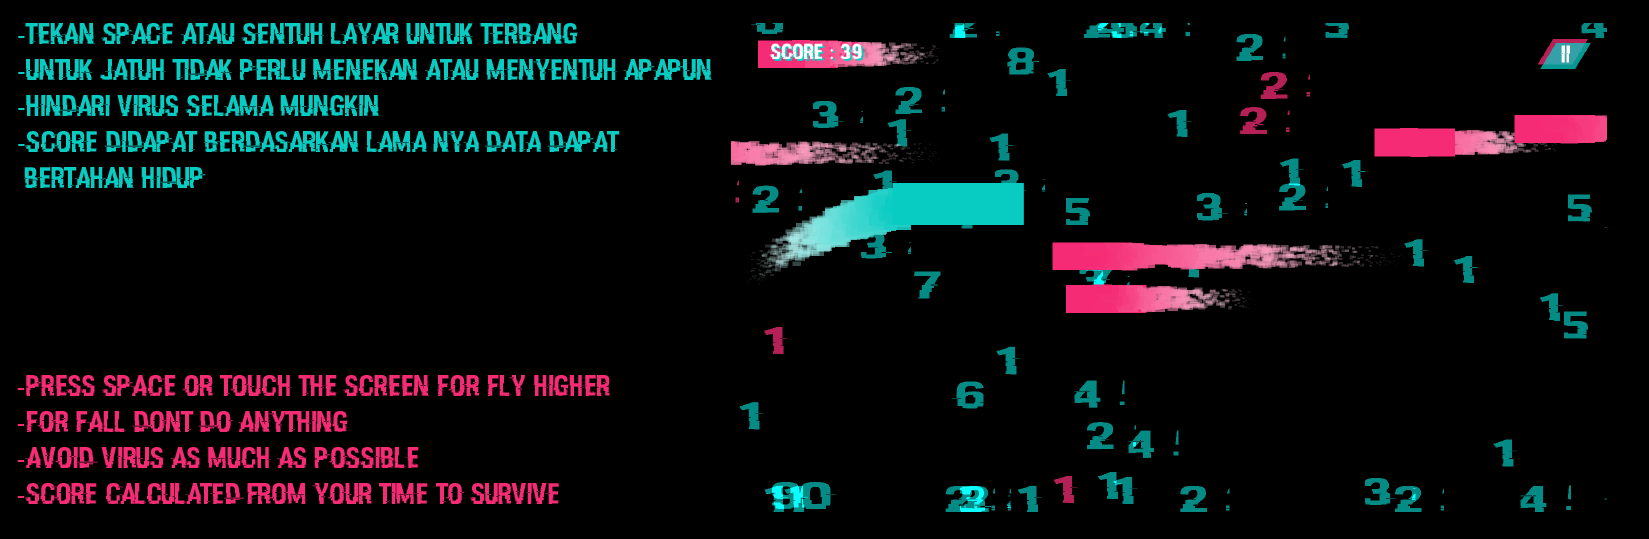 -TEKAN SPACE ATAU SENTUH LAYAR UNTUK TERBANG
-UNTUK JATUH TIDAK PERLU MENEKAN ATAU MENYENTUH APAPUN
-HINDARI VIRUS SELAMA MUNGKIN
-SCORE DIDAPAT BERDASARKAN LAMA NYA DATA DAPAT
BERTAHAN HIDUP
-PRESS SPACE OR TOUCH THE SCREEN FOR FLY HIGHER
-FOR FALL DONT DO ANYTHING
-AVOID VIRUS AS MUCH AS POSSIBLE
-SCORE CALCULATED FROM YOUR TIME TO SURVIVE
SCORE : 39